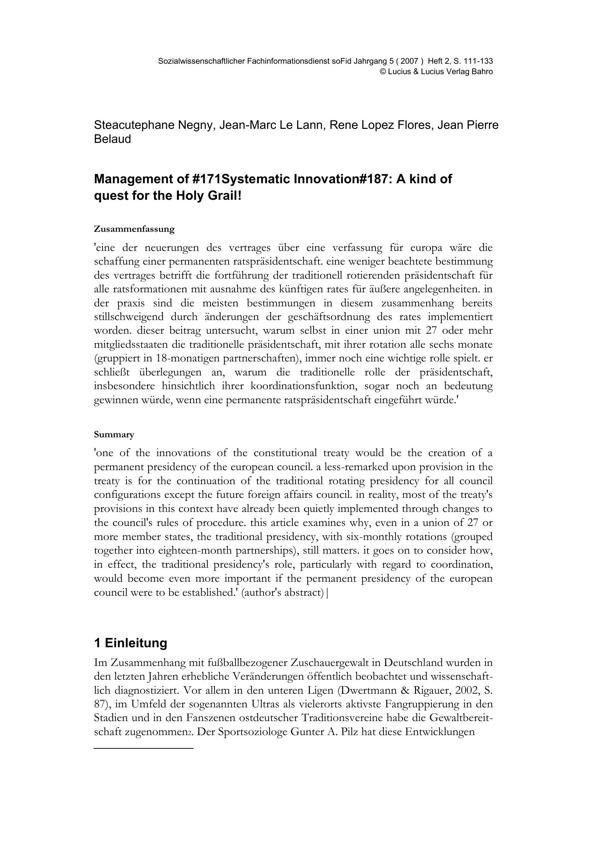 Sozialwissenschaftlicher Fachinformationsdienst soFid Jahrgang 5 ( 2007 ) Heft 2, S. 111-133
© Lucius & Lucius Verlag Bahro
Steacutephane Negny, Jean-Marc Le Lann, Rene Lopez Flores, Jean Pierre
Belaud
Management of #171Systematic Innovation#187: A kind of
quest for the Holy Grail!
Zusammenfassung
'eine der neuerungen des vertrages über eine verfassung für europa wäre die
schaffung einer permanenten ratspräsidentschaft. eine weniger beachtete bestimmung
des vertrages betrifft die fortführung der traditionell rotierenden präsidentschaft für
alle ratsformationen mit ausnahme des künftigen rates für äußere angelegenheiten. in
der praxis sind die meisten bestimmungen in diesem zusammenhang bereits
stillschweigend durch änderungen der geschäftsordnung des rates implementiert
worden. dieser beitrag untersucht, warum selbst in einer union mit 27 oder mehr
mitgliedsstaaten die traditionelle präsidentschaft, mit ihrer rotation alle sechs monate
(gruppiert in 18-monatigen partnerschaften), immer noch eine wichtige rolle spielt. er
schließt überlegungen an, warum die traditionelle rolle der präsidentschaft,
insbesondere hinsichtlich ihrer koordinationsfunktion, sogar noch an bedeutung
gewinnen würde, wenn eine permanente ratspräsidentschaft eingeführt würde.'
Summary
'one of the innovations of the constitutional treaty would be the creation of a
permanent presidency of the european council. a less-remarked upon provision in the
treaty is for the continuation of the traditional rotating presidency for all council
configurations except the future foreign affairs council. in reality, most of the treaty's
provisions in this context have already been quietly implemented through changes to
the council's rules of procedure. this article examines why, even in a union of 27 or
more member states, the traditional presidency, with six-monthly rotations (grouped
together into eighteen-month partnerships), still matters. it goes on to consider how,
in effect, the traditional presidency's role, particularly with regard to coordination,
would become even more important if the permanent presidency of the european
council were to be established.' (author's abstract)|
1 Einleitung
Im Zusammenhang mit fußballbezogener Zuschauergewalt in Deutschland wurden in
den letzten Jahren erhebliche Veränderungen öffentlich beobachtet und wissenschaft-
lich diagnostiziert. Vor allem in den unteren Ligen (Dwertmann & Rigauer, 2002, S.
87), im Umfeld der sogenannten Ultras als vielerorts aktivste Fangruppierung in den
Stadien und in den Fanszenen ostdeutscher Traditionsvereine habe die Gewaltbereit-
schaft zugenommen2. Der Sportsoziologe Gunter A. Pilz hat diese Entwicklungen